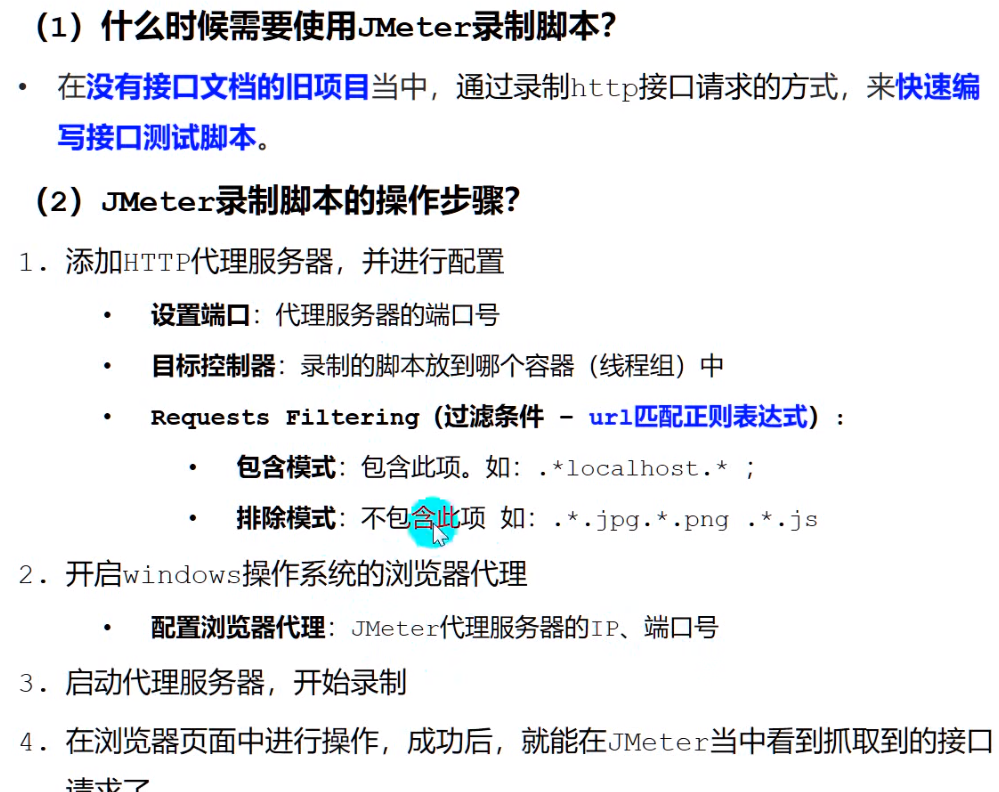 （1）什么时候需要使用JMeter录制脚本？
• 在没有接口文档的旧项目当中，通过录制http接口请求的方式，来快速编
写接口测试脚本。
（2）JMeter录制脚本的操作步骤？
1. 添加HTTP代理服务器，并进行配置
• 设置端口：代理服务器的端口号
• 目标控制器：录制的脚本放到哪个容器（线程组）中
• Requests Filtering（过滤条件 – url匹配正则表达式）：
• 包含模式：包含此项。如：.*localhost.* ；
• 排除模式：不包含此项 如：.*.jpg.*.png .*.js
2. 开启windows操作系统的浏览器代理
• 配置浏览器代理：JMeter代理服务器的IP、端口号
3. 启动代理服务器，开始录制
4. 在浏览器页面中进行操作，成功后，就能在JMeter当中看到抓取到的接口
请求了